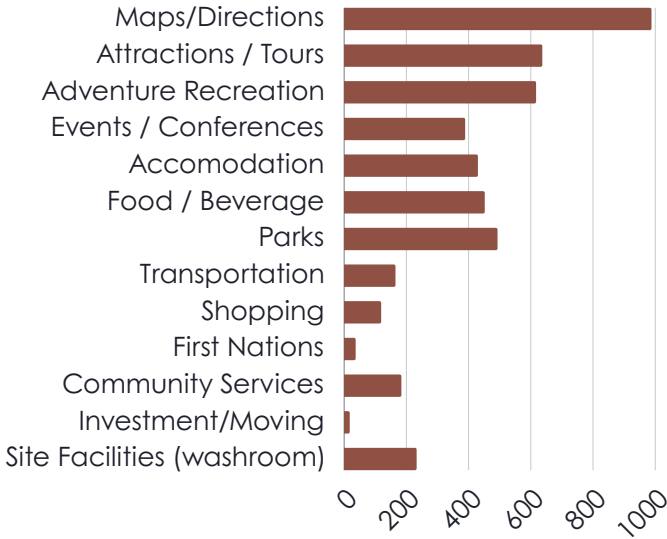 Maps/Directions
Attractions / Tours
Adventure Recreation
Events / Conferences
Accomodation
Food / Beverage
Parks
Transportation
Shopping
First Nations
Community Services
Investment/Moving
Site Facilities (washroom)
0 200 400 600 800 1000